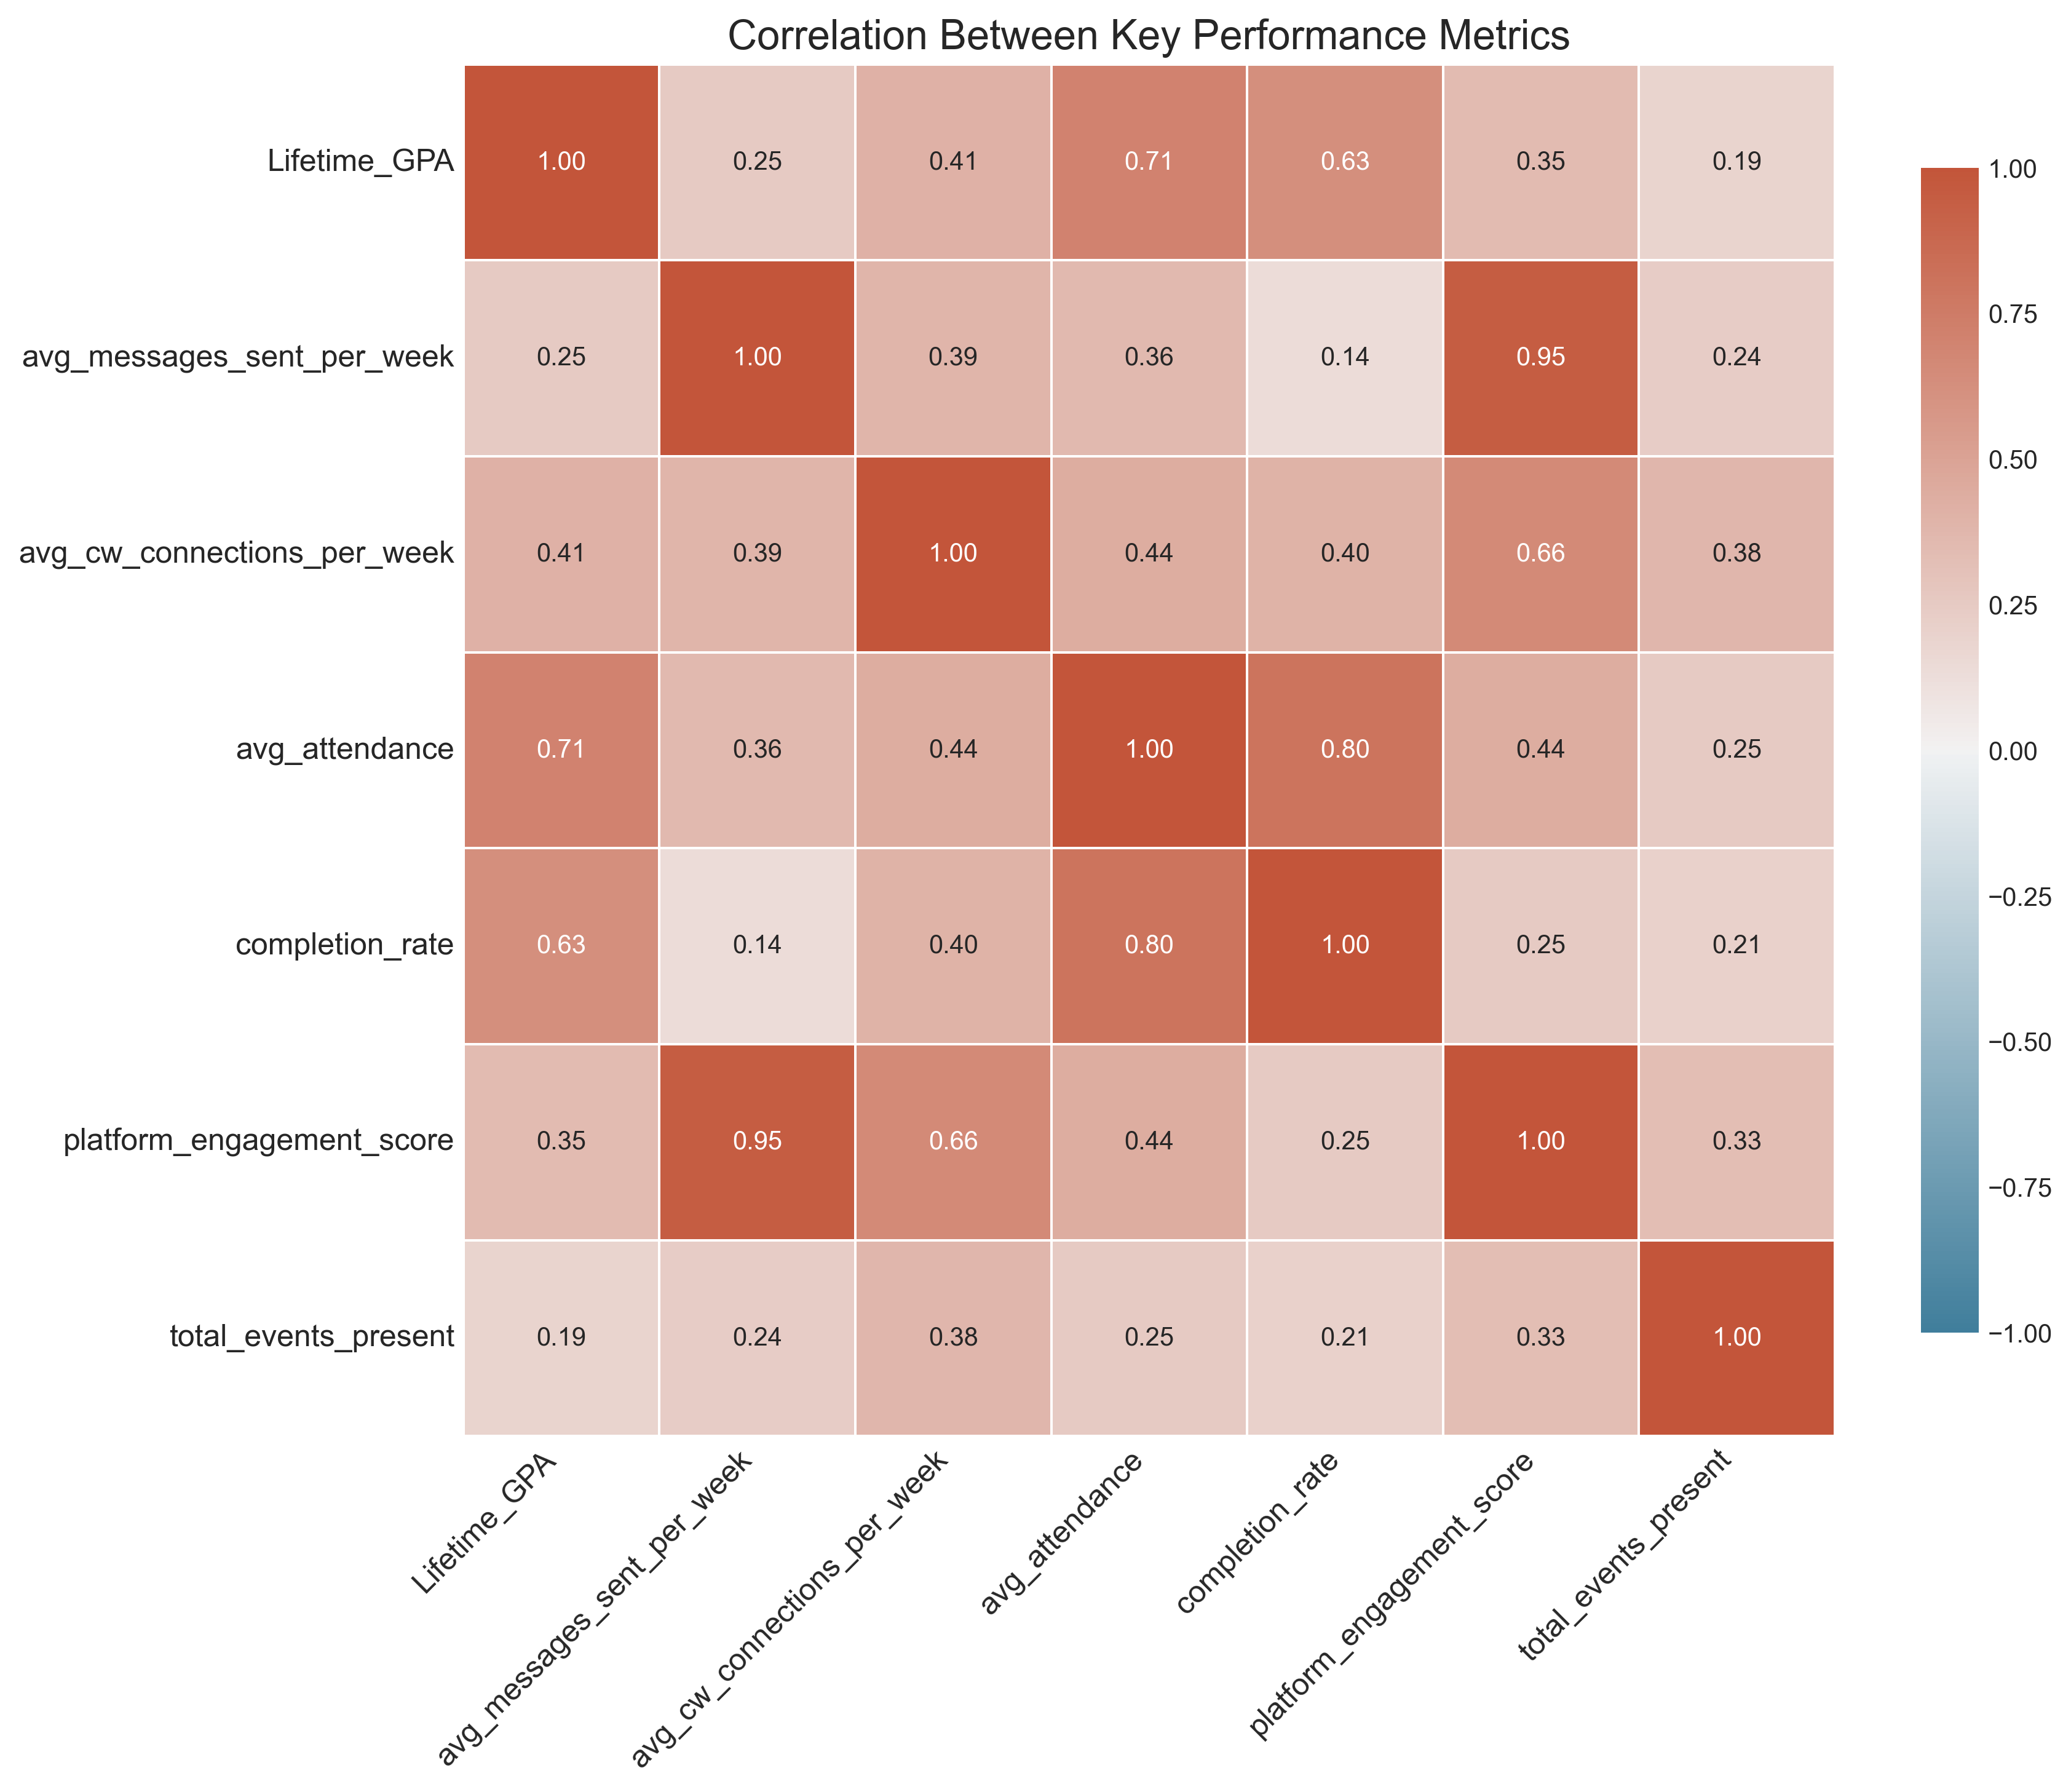 Correlation Between Key Performance Metrics
Lifetime_GPA 1.00 0.25 0.41 0.71 0.63 0.35 0.19
avg_messages_sent_per_week 0.25 1.00 0.39 0.36 0.14 0.95 0.24
avg_cw_connections_per_week 0.41 0.39 1.00 0.44 0.40 0.66 0.38
avg_attendance 0.71 0.36 0.44 1.00 0.80 0.44 0.25
completion_rate 0.63 0.14 0.40 0.80 1.00 0.25 0.21
platform_engagement_score 0.35 0.95 0.66 0.44 0.25 1.00 0.33
total_events_present 0.19 0.24 0.38 0.25 0.21 0.33 1.00
Lifetime_GPA
avg_messages_sent_per_week
avg_cw_connections_per_week
avg_attendance
completion_rate
platform_engagement_score
total_events_present
1.00
0.75
0.50
0.25
0.00
−0.25
−0.50
−0.75
−1.00